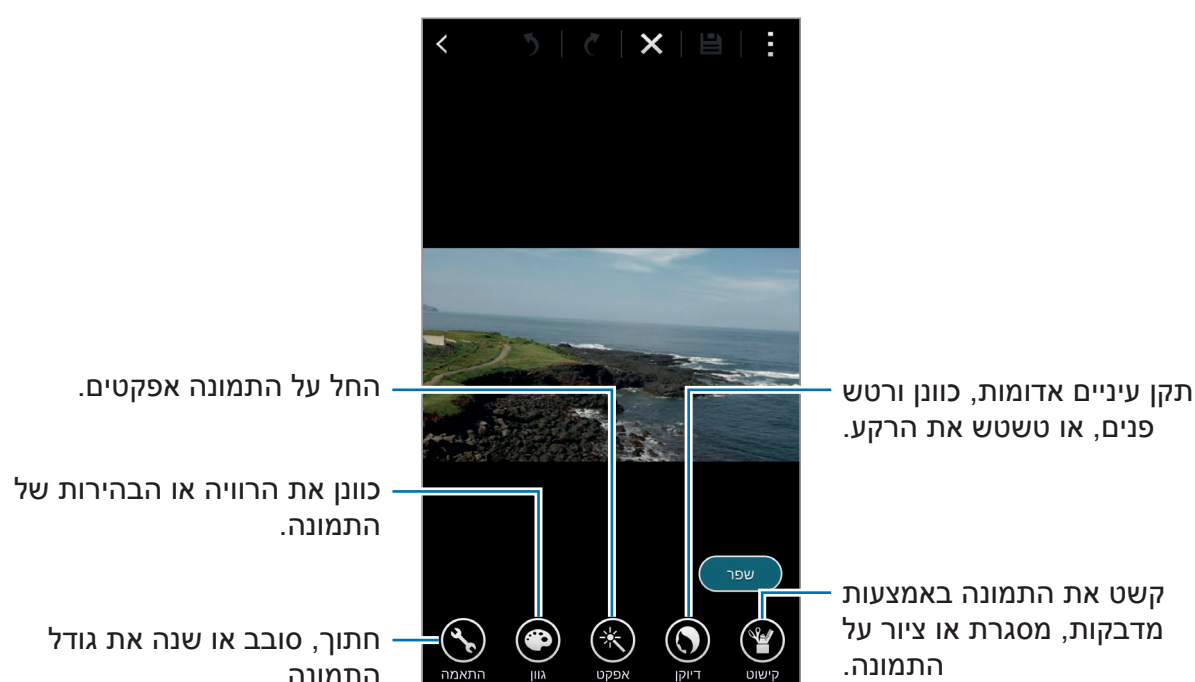 החל על התמונה אפקטים.
תקן עיניים אדומות, כוונן ורטש
פנים, או טשטש את הרקע.
כוונן את הרוויה או הבהירות של
התמונה.
שפר
קשט את התמונה באמצעות
מדבקות, מסגרת או ציור על
התמונה.
חתוך, סובב או שנה את גודל
התמונה
קישוט
דיוקן
אפקט
גוון
התאמה